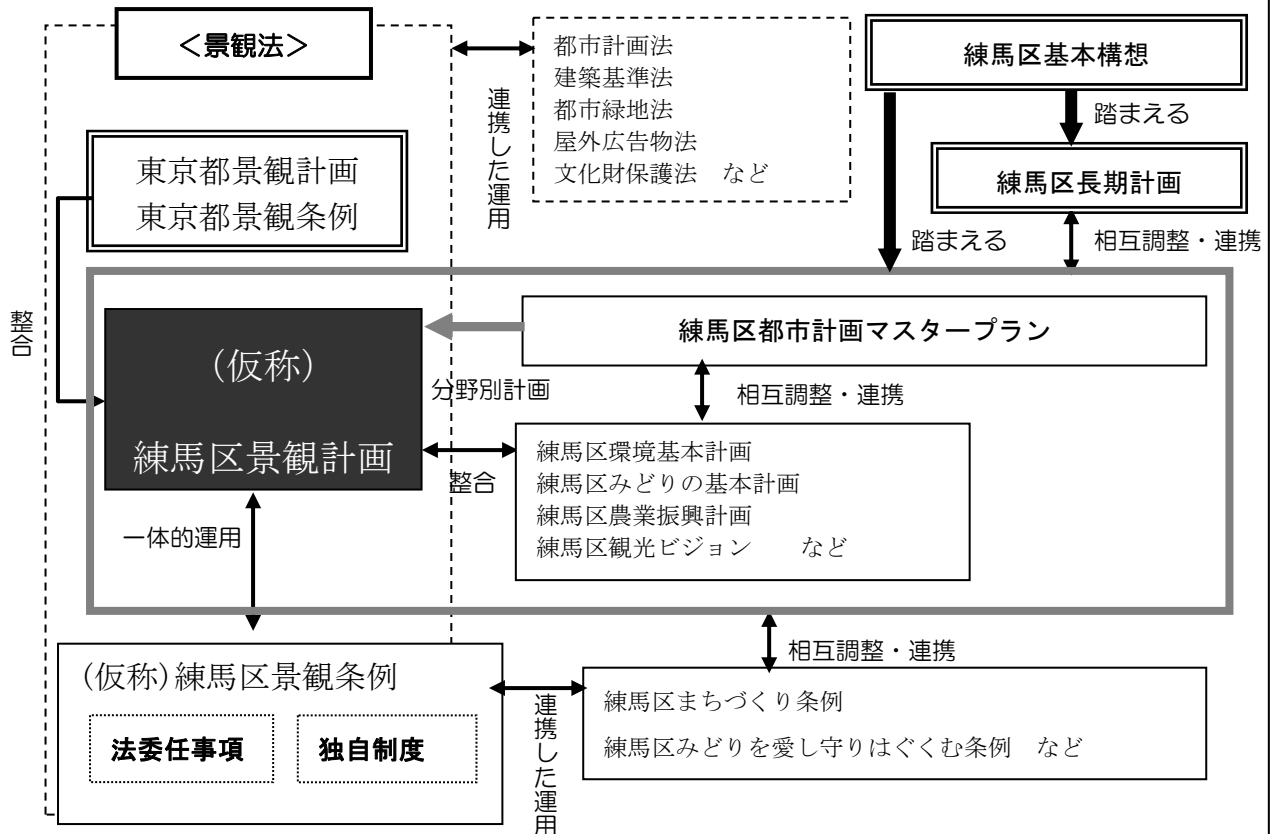 ＜景観法＞
都市計画法
建築基準法
都市緑地法
屋外広告物法
文化財保護法　など
連携した運用
練馬区基本構想
踏まえる
練馬区長期計画
踏まえる
相互調整・連携
東京都景観計画
東京都景観条例
整合
(仮称)
練馬区景観計画
練馬区都市計画マスタープラン
分野別計画
相互調整・連携
整合
練馬区環境基本計画
練馬区みどりの基本計画
練馬区農業振興計画
練馬区観光ビジョン　　など
一体的運用
相互調整・連携
(仮称)練馬区景観条例
法委任事項
独自制度
連携した運用
練馬区まちづくり条例
練馬区みどりを愛し守りはぐくむ条例　など